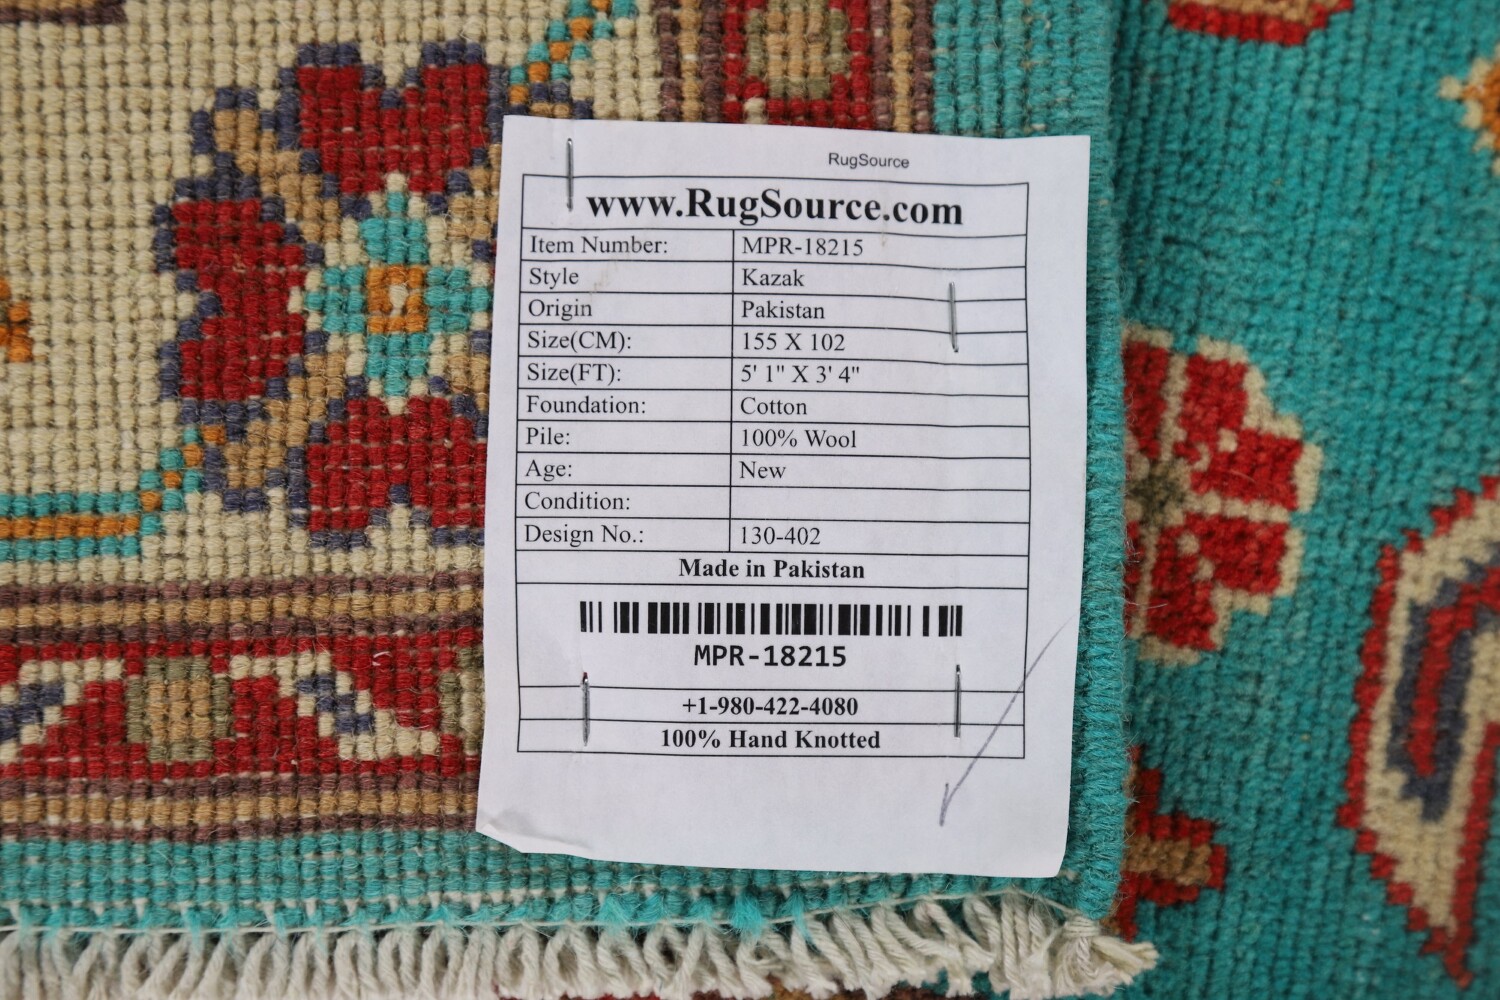 RugSource
www.RugSource.com
Item Number: MPR-18215
Style Kazak
Origin Pakistan
Size(CM): 155 X 102
Size(FT): 5' 1" X 3' 4"
Foundation: Cotton
Pile: 100% Wool
Age: New
Condition:
Design No.: 130-402
Made in Pakistan
MPR-18215
+1-980-422-4080
100% Hand Knotted